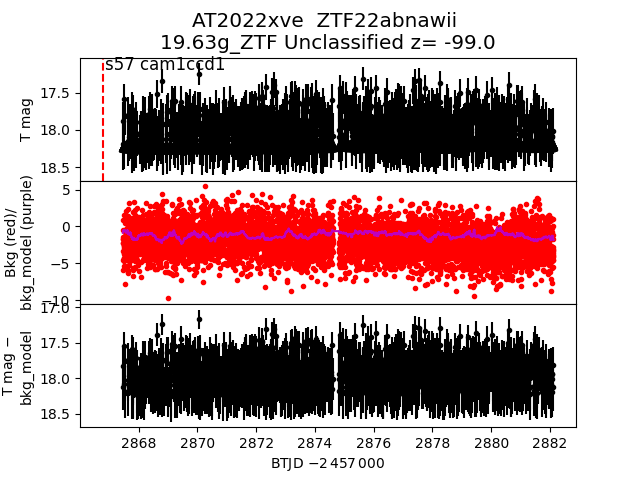 AT2022xve  ZTF22abnawii
19.63g_ZTF Unclassified z= -99.0
s57 cam1ccd1
T mag
17.5
18.0
18.5
Bkg (red)/
bkg_model (purple)
5
0
−5
−10
T mag −
bkg_model
17.0
17.5
18.0
18.5
2868 2870 2872 2874 2876 2878 2880 2882
BTJD −2 457 000